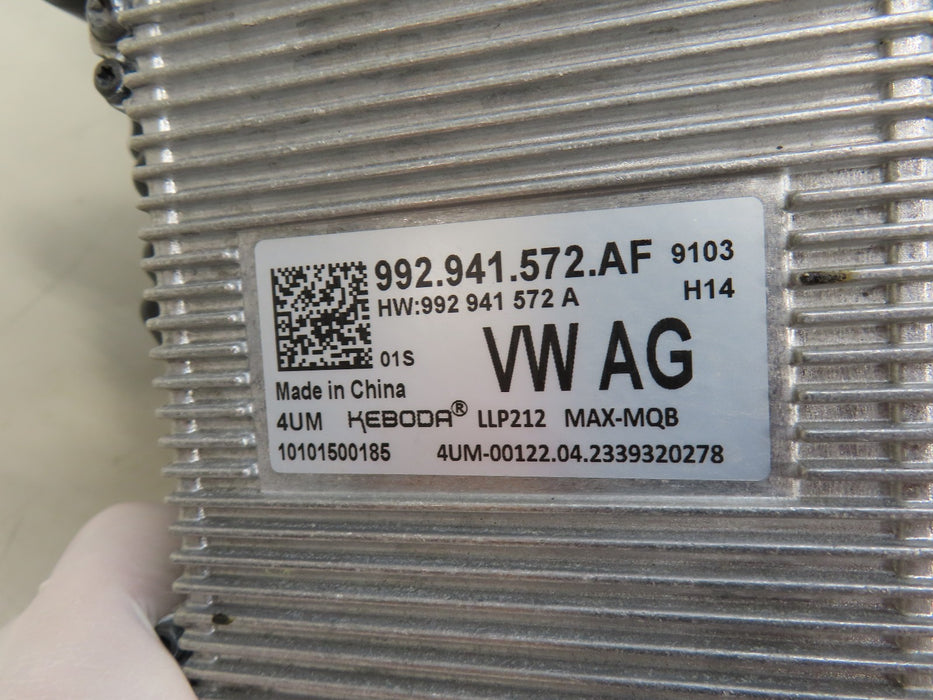 992.941.572.AF 9103
HW:992 941 572 A H14
01S VW AG
Made in China
4UM KEBODA® LLP212 MAX-MQB
10101500185 4UM-00122.04.2339320278